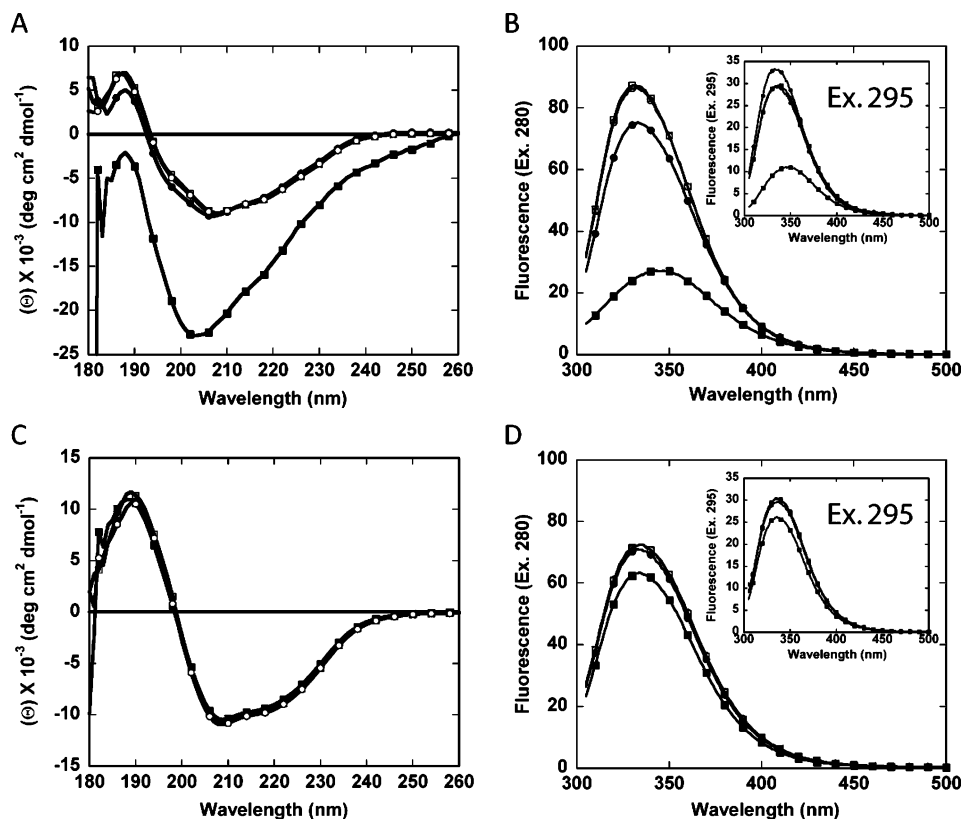 A
(Θ) X 10⁻³ (deg cm² dmol⁻¹)
10
5
0
-5
-10
-15
-20
-25
180 190 200 210 220 230 240 250 260
Wavelength (nm)
B
Fluorescence (Ex. 280)
100
80
60
40
20
0
300 350 400 450 500
Wavelength (nm)
Ex. 295
Fluorescence (Ex. 295)
35
30
25
20
15
10
5
0
300 350 400 450 500
Wavelength (nm)
C
(Θ) X 10⁻³ (deg cm² dmol⁻¹)
15
10
5
0
-5
-10
-15
180 190 200 210 220 230 240 250 260
Wavelength (nm)
D
Fluorescence (Ex. 280)
100
80
60
40
20
0
300 350 400 450 500
Wavelength (nm)
Ex. 295
Fluorescence (Ex. 295)
35
30
25
20
15
10
5
0
300 350 400 450 500
Wavelength (nm)